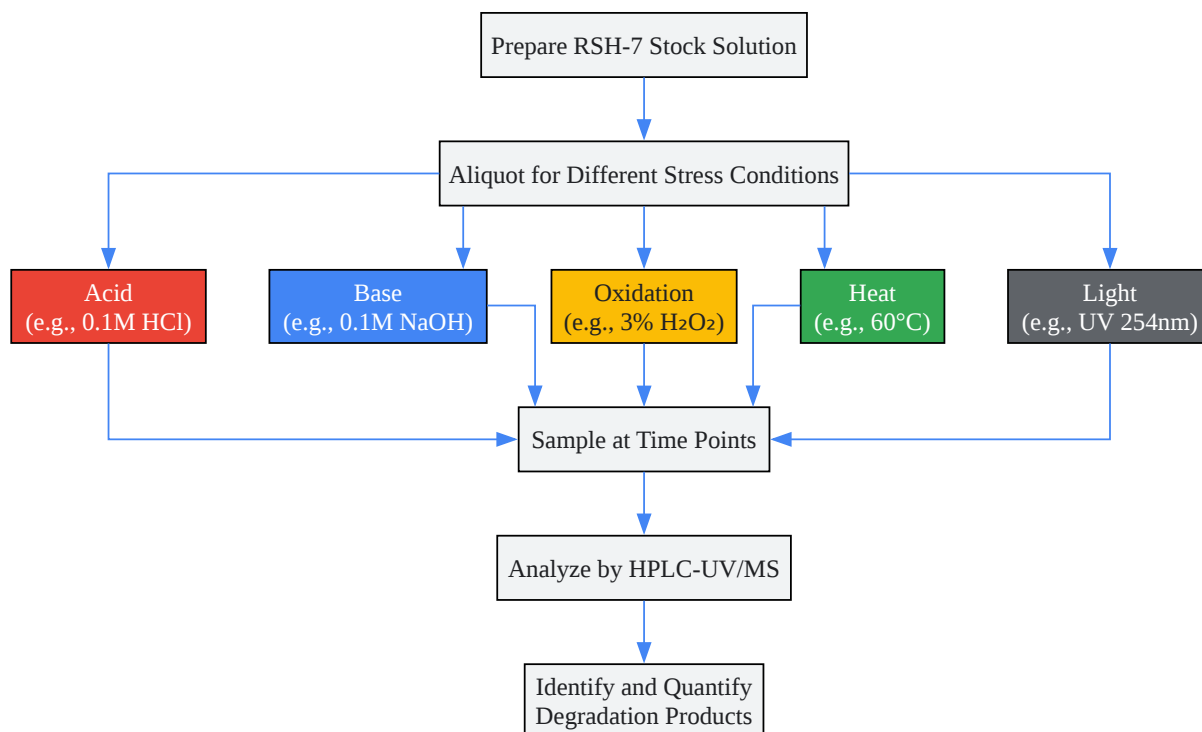 Prepare RSH-7 Stock Solution
Aliquot for Different Stress Conditions
Acid
(e.g., 0.1M HCl)
Base
(e.g., 0.1M NaOH)
Oxidation
(e.g., 3% H₂O₂)
Heat
(e.g., 60°C)
Light
(e.g., UV 254nm)
Sample at Time Points
Analyze by HPLC-UV/MS
Identify and Quantify
Degradation Products